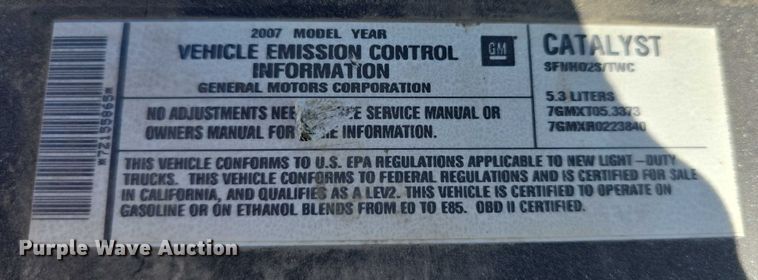 *7Z155865*
2007 MODEL YEAR
VEHICLE EMISSION CONTROL
INFORMATION
GENERAL MOTORS CORPORATION
GM
CATALYST
SFI/HO2S/TWC
5.3 LITERS
7GMXT05.3373
7GMXR0223840
NO ADJUSTMENTS SERVICE MANUAL OR
OWNERS MANUAL FOR INFORMATION.
THIS VEHICLE CONFORMS TO U.S. EPA REGULATIONS APPLICABLE TO NEW LIGHT-DUTY
TRUCKS. THIS VEHICLE CONFORMS TO FEDERAL REGULATIONS AND IS CERTIFIED FOR SALE
IN CALIFORNIA, AND QUALIFIES AS A LEV2. THIS VEHICLE IS CERTIFIED TO OPERATE ON
GASOLINE OR ON ETHANOL BLENDS FROM E0 TO E85. OBD II CERTIFIED.
Purple Wave Auction